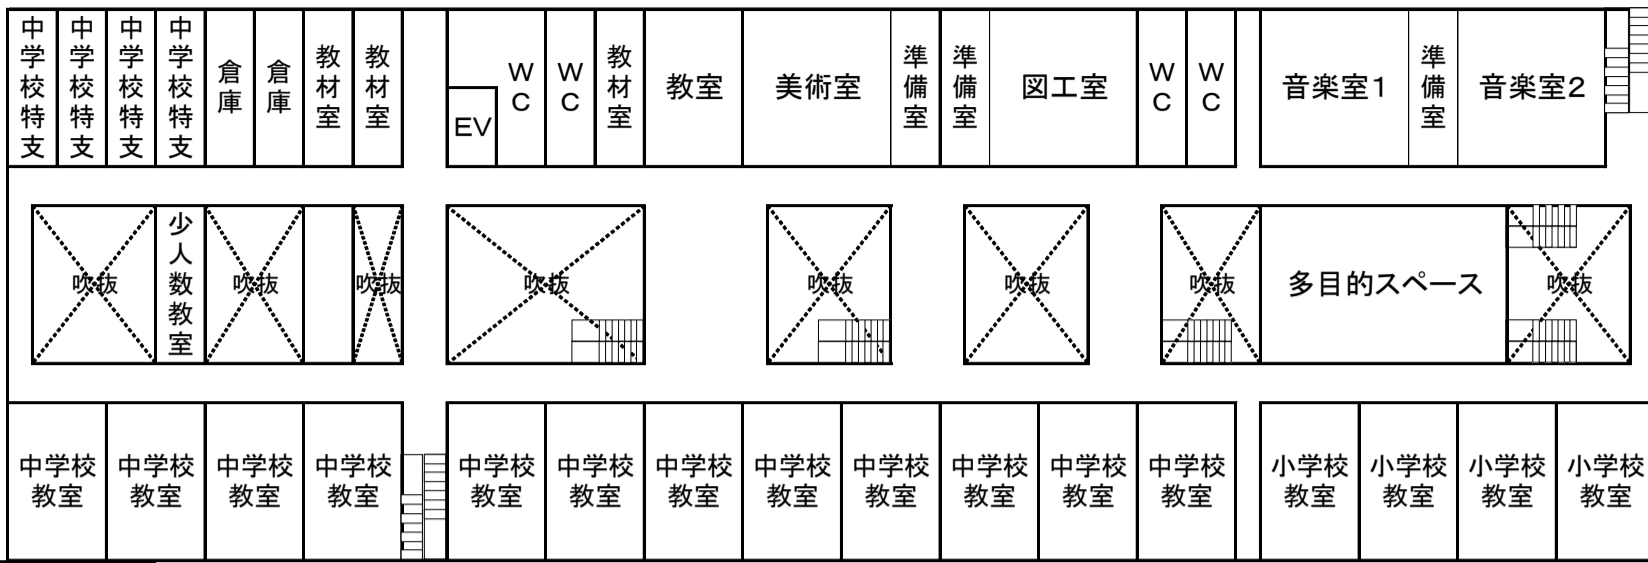 中学校特支
中学校特支
中学校特支
中学校特支
倉庫
倉庫
教材室
教材室
EV
WC
WC
教材室
教室
美術室
準備室
準備室
図工室
WC
WC
音楽室1
準備室
音楽室2
吹抜
少人数教室
吹抜
吹抜
吹抜
吹抜
吹抜
吹抜
多目的スペース
吹抜
中学校
教室
中学校
教室
中学校
教室
中学校
教室
中学校
教室
中学校
教室
中学校
教室
中学校
教室
中学校
教室
中学校
教室
中学校
教室
中学校
教室
小学校
教室
小学校
教室
小学校
教室
小学校
教室